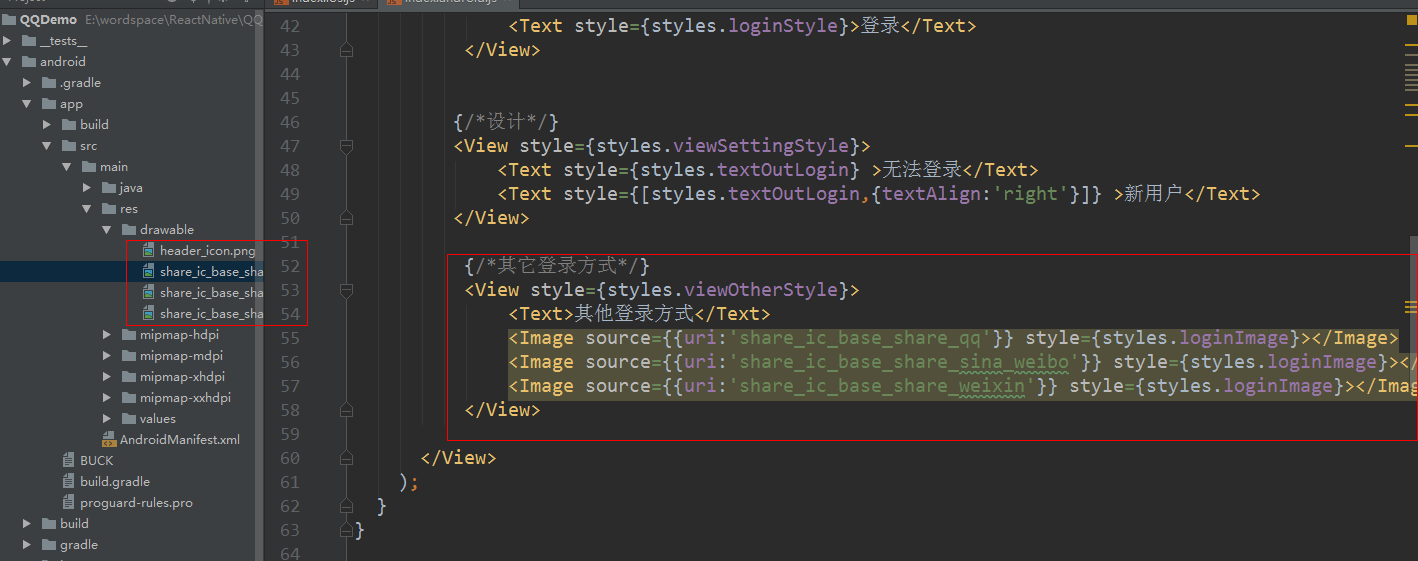 QQDemo E:\wordspace\ReactNative\QQ
__tests__
android
.gradle
app
build
src
main
java
res
drawable
header_icon.png
share_ic_base_sha
share_ic_base_sha
share_ic_base_sha
mipmap-hdpi
mipmap-mdpi
mipmap-xhdpi
mipmap-xxhdpi
values
AndroidManifest.xml
BUCK
build.gradle
proguard-rules.pro
build
gradle
42 <Text style={styles.loginStyle}>登录</Text>
43 </View>
44
45
46 {/*设计*/}
47 <View style={styles.viewSettingStyle}>
48 <Text style={styles.textOutLogin} >无法登录</Text>
49 <Text style={[styles.textOutLogin,{textAlign:'right'}]} >新用户</Text>
50 </View>
51
52 {/*其它登录方式*/}
53 <View style={styles.viewOtherStyle}>
54 <Text>其他登录方式</Text>
55 <Image source={{uri:'share_ic_base_share_qq'}} style={styles.loginImage}></Image>
56 <Image source={{uri:'share_ic_base_share_sina_weibo'}} style={styles.loginImage}></
57 <Image source={{uri:'share_ic_base_share_weixin'}} style={styles.loginImage}></Imag
58 </View>
59
60 </View>
61 );
62 }
63 }
64